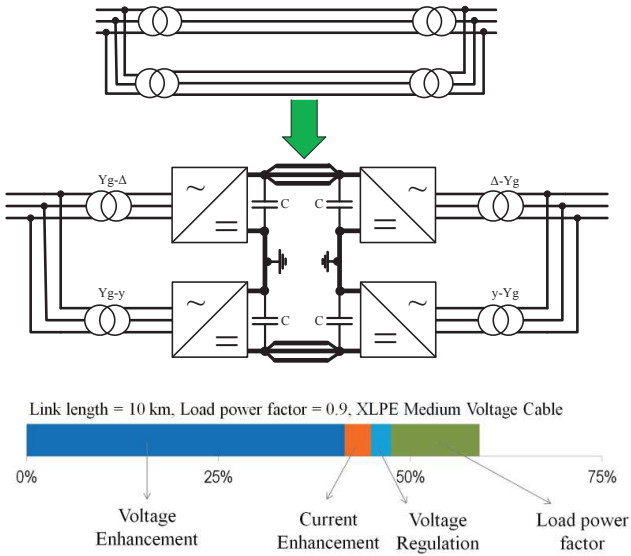 Yg-Δ
Δ-Yg
C
C
Yg-y
y-Yg
C
C
Link length = 10 km, Load power factor = 0.9, XLPE Medium Voltage Cable
0%
25%
50%
75%
Voltage
Enhancement
Current
Enhancement
Voltage
Regulation
Load power
factor